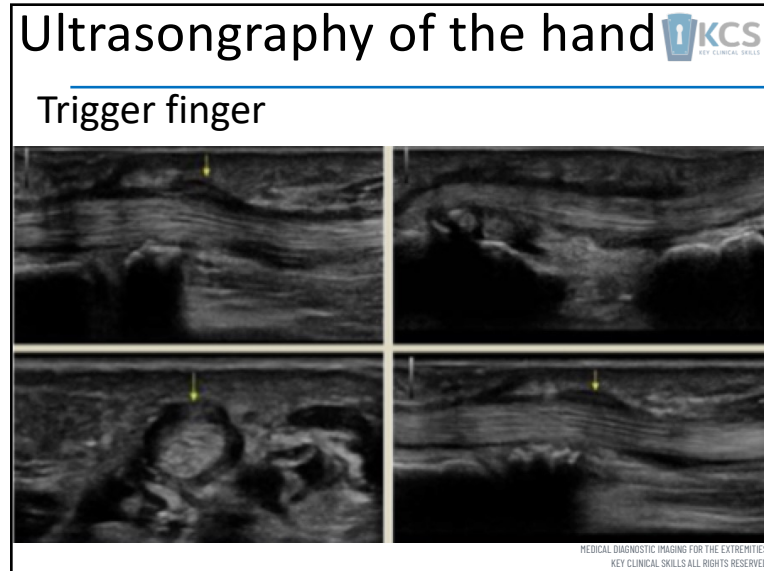 Ultrasongraphy of the hand
KCS
KEY CLINICAL SKILLS
Trigger finger
MEDICAL DIAGNOSTIC IMAGING FOR THE EXTREMITIES
KEY CLINICAL SKILLS ALL RIGHTS RESERVE